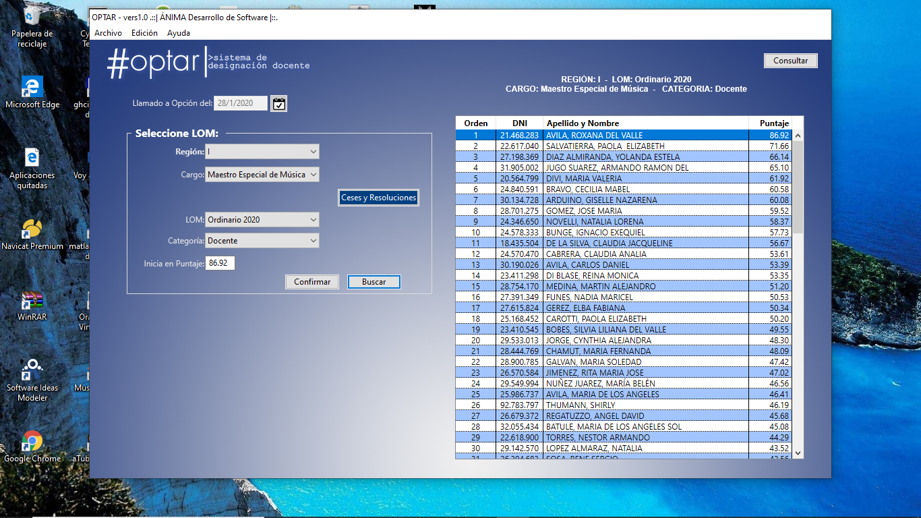 OPTAR - vers1.0 .::| ÁNIMA Desarrollo de Software |::.
Archivo Edición Ayuda
#optar
>sistema de
designación docente
Consultar
REGIÓN: I - LOM: Ordinario 2020
CARGO: Maestro Especial de Música - CATEGORIA: Docente
Llamado a Opción del: 28/1/2020
Seleccione LOM:
Región: I
Cargo: Maestro Especial de Música
Ceses y Resoluciones
LOM: Ordinario 2020
Categoría: Docente
Inicia en Puntaje: 86.92
Confirmar Buscar
Orden DNI Apellido y Nombre Puntaje
1 21.468.283 AVILA, ROXANA DEL VALLE 86.92
2 22.617.040 SALVATIERRA, PAOLA ELIZABETH 71.66
3 27.198.369 DIAZ ALMIRANDA, YOLANDA ESTELA 66.14
4 31.905.002 JUGO SUAREZ, ARMANDO RAMON DEL 65.10
5 20.564.799 DIVI, MARIA VALERIA 61.92
6 24.840.591 BRAVO, CECILIA MABEL 60.58
7 30.134.728 ARDUINO, GISELLE NAZARENA 60.08
8 28.701.275 GOMEZ, JOSE MARIA 59.52
9 24.346.650 NOVELLI, NATALIA LORENA 58.37
10 24.578.333 BUNGE, IGNACIO EXEQUIEL 57.73
11 18.435.504 DE LA SILVA, CLAUDIA JACQUELINE 56.67
12 24.570.470 CABRERA, CLAUDIA ANALIA 53.61
13 30.190.026 AVILA, CARLOS DANIEL 53.39
14 23.411.298 DI BLASE, REINA MONICA 53.35
15 28.754.170 MEDINA, MARTIN ALEJANDRO 51.20
16 27.391.349 FUNES, NADIA MARICEL 50.53
17 27.615.824 GEREZ, ELBA FABIANA 50.34
18 25.168.452 CAROTTI, PAOLA ELIZABETH 50.20
19 23.410.545 BOBES, SILVIA LILIANA DEL VALLE 49.55
20 29.533.013 JORGE, CYNTHIA ALEJANDRA 48.30
21 28.444.769 CHAMUT, MARIA FERNANDA 48.09
22 28.900.785 GALVAN, MARIA SOLEDAD 47.42
23 26.570.584 JIMENEZ, RITA MARIA JOSE 47.02
24 29.549.994 NUÑEZ JUAREZ, MARÍA BELÉN 46.56
25 25.986.737 AVILA, MARIA DE LOS ANGELES 46.41
26 92.783.797 THUMANN, SHIRLY 46.19
27 26.679.372 REGATUZZO, ANGEL DAVID 45.68
28 32.055.434 BATULE, MARIA DE LOS ANGELES SOL 45.08
29 22.618.900 TORRES, NESTOR ARMANDO 44.29
30 29.142.570 LOPEZ ALMARAZ, NATALIA 43.52
Papelera de
reciclaje
Microsoft Edge
Aplicaciones
quitadas
Navicat Premium
WinRAR
Software Ideas
Modeler
Google Chrome